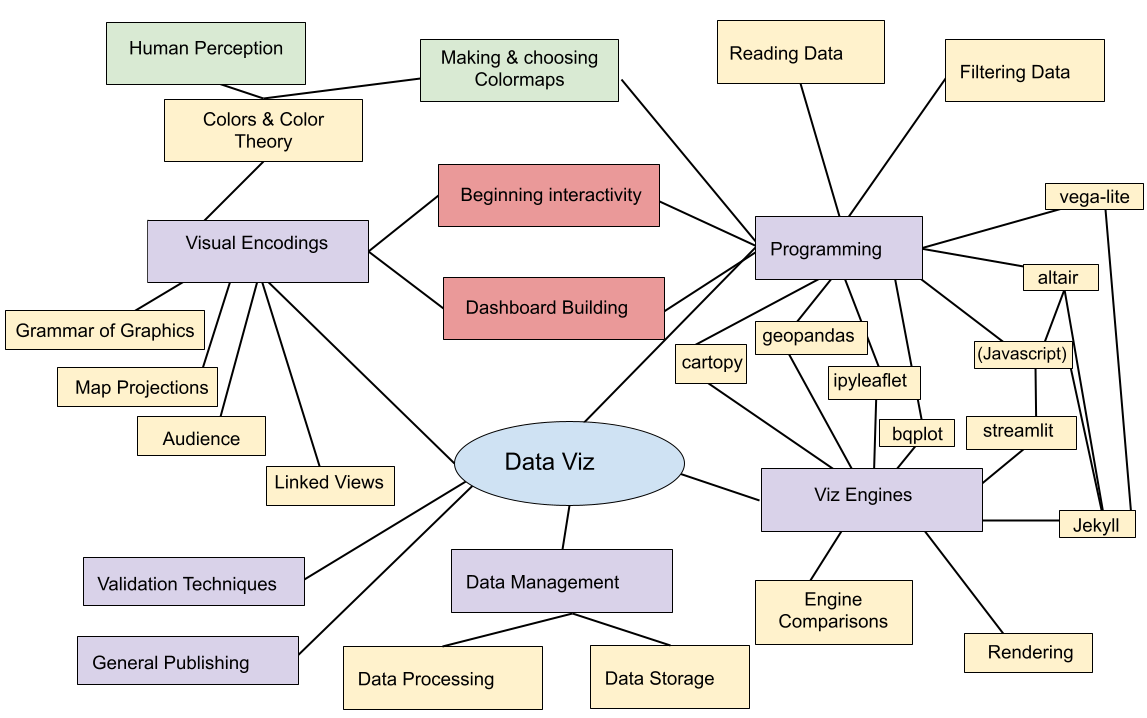 Human Perception
Making & choosing
Colormaps
Reading Data
Filtering Data
Colors & Color
Theory
Beginning interactivity
vega-lite
Visual Encodings
Programming
altair
Grammar of Graphics
Dashboard Building
geopandas
(Javascript)
cartopy
ipyleaflet
Map Projections
Audience
bqplot
streamlit
Data Viz
Linked Views
Viz Engines
Jekyll
Validation Techniques
Data Management
Engine
Comparisons
General Publishing
Data Processing
Data Storage
Rendering